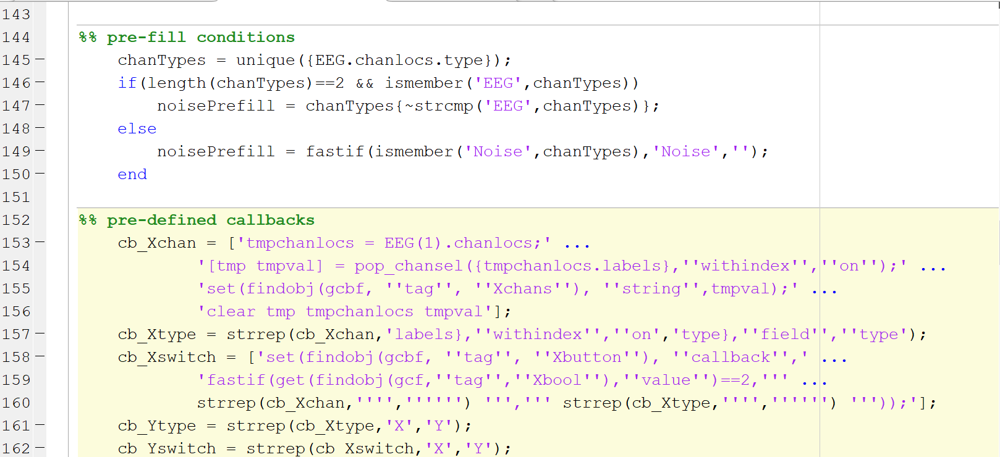 143
144 %% pre-fill conditions
145 – chanTypes = unique({EEG.chanlocs.type});
146 – if(length(chanTypes)==2 && ismember('EEG',chanTypes))
147 – noisePrefill = chanTypes{~strcmp('EEG',chanTypes)};
148 – else
149 – noisePrefill = fastif(ismember('Noise',chanTypes),'Noise','');
150 – end
151
152 %% pre-defined callbacks
153 – cb_Xchan = ['tmpchanlocs = EEG(1).chanlocs;' ...
154 '[tmp tmpval] = pop_chansel({tmpchanlocs.labels},''withindex'',''on'');' ...
155 'set(findobj(gcbf, ''tag'', ''Xchans''), ''string'',tmpval);' ...
156 'clear tmp tmpchanlocs tmpval'];
157 – cb_Xtype = strrep(cb_Xchan,'labels},''withindex'',''on','type},''field'',''type');
158 – cb_Xswitch = ['set(findobj(gcbf, ''tag'', ''Xbutton''), ''callback'',' ...
159 'fastif(get(findobj(gcf,''tag'',''Xbool''),''value'')==2,''' ...
160 strrep(cb_Xchan,'''','''''') ''',''' strrep(cb_Xtype,'''','''''') '''));'];
161 – cb_Ytype = strrep(cb_Xtype,'X','Y');
162 – cb_Yswitch = strrep(cb_Xswitch,'X','Y');